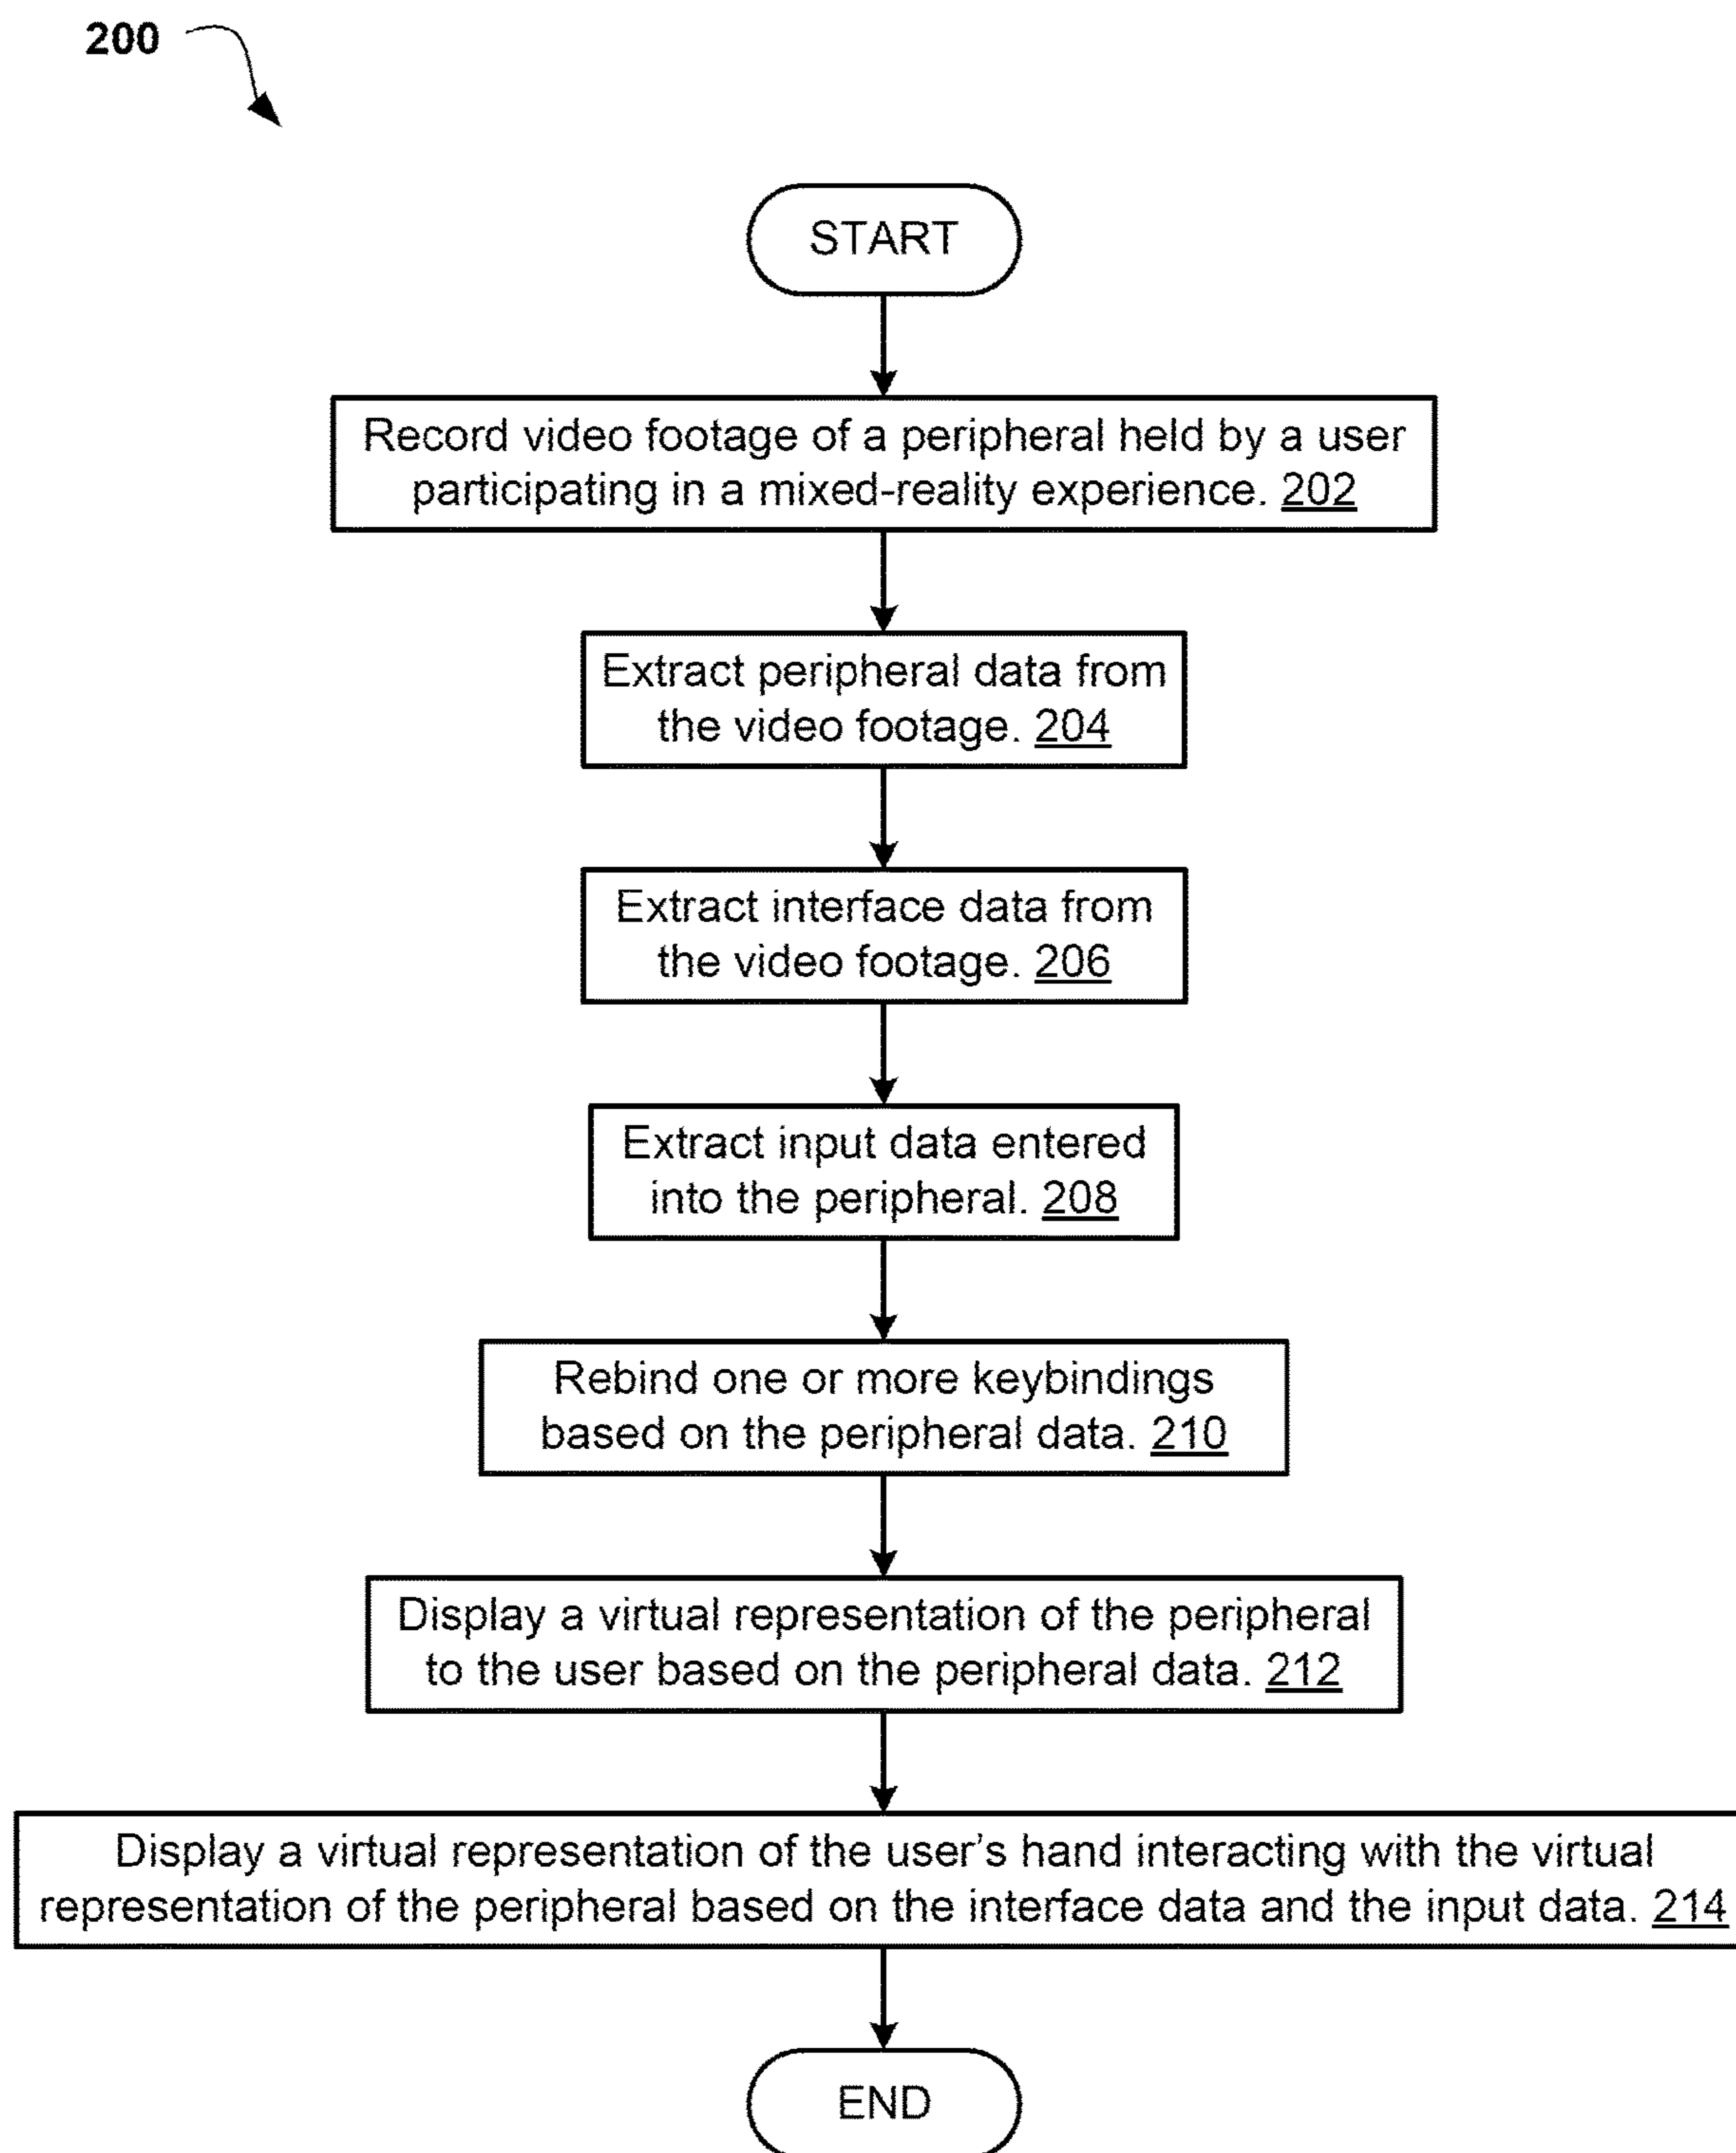 200
START
Record video footage of a peripheral held by a user
participating in a mixed-reality experience. 202
Extract peripheral data from
the video footage. 204
Extract interface data from
the video footage. 206
Extract input data entered
into the peripheral. 208
Rebind one or more keybindings
based on the peripheral data. 210
Display a virtual representation of the peripheral
to the user based on the peripheral data. 212
Display a virtual representation of the user’s hand interacting with the virtual
representation of the peripheral based on the interface data and the input data. 214
END